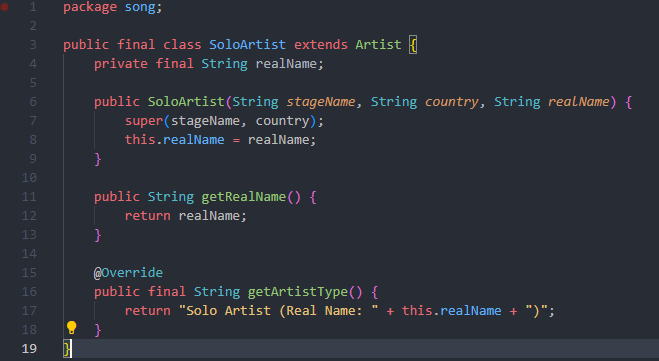 1 package song;
2
3 public final class SoloArtist extends Artist {
4     private final String realName;
5
6     public SoloArtist(String stageName, String country, String realName) {
7         super(stageName, country);
8         this.realName = realName;
9     }
10
11     public String getRealName() {
12         return realName;
13     }
14
15     @Override
16     public final String getArtistType() {
17         return "Solo Artist (Real Name: " + this.realName + ")";
18     }
19 }